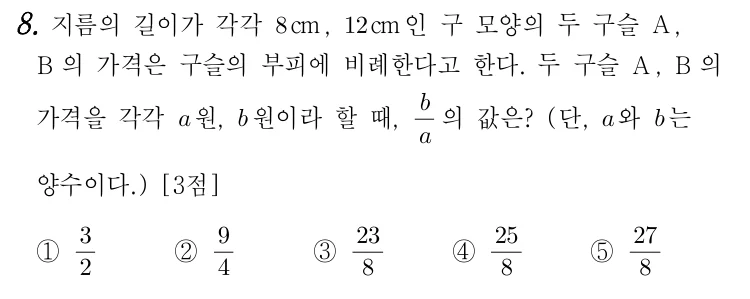 8. 지름의 길이가 각각 8cm, 12cm인 구 모양의 두 구슬 A,
B의 가격은 구슬의 부피에 비례한다고 한다. 두 구슬 A, B의
가격을 각각 a원, b원이라 할 때, b/a의 값은? (단, a와 b는
양수이다.) [3점]
① 3/2 ② 9/4 ③ 23/8 ④ 25/8 ⑤ 27/8